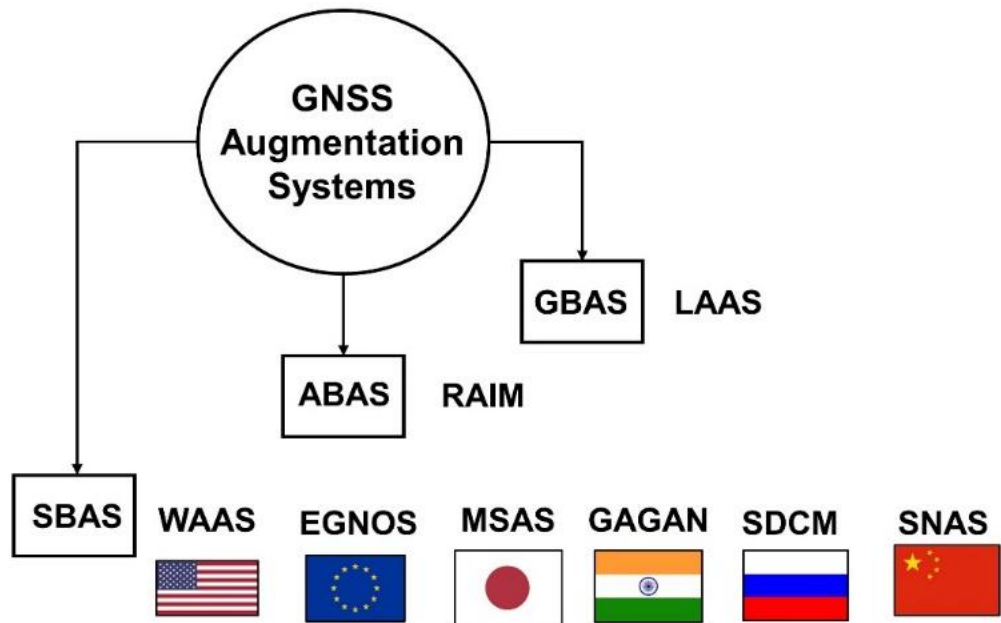 GNSS
Augmentation
Systems
GBAS LAAS
ABAS RAIM
SBAS WAAS EGNOS MSAS GAGAN SDCM SNAS